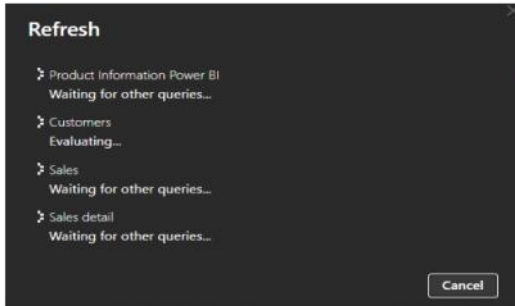 Refresh
Product Information Power BI
Waiting for other queries...
Customers
Evaluating...
Sales
Waiting for other queries...
Sales detail
Waiting for other queries...
Cancel